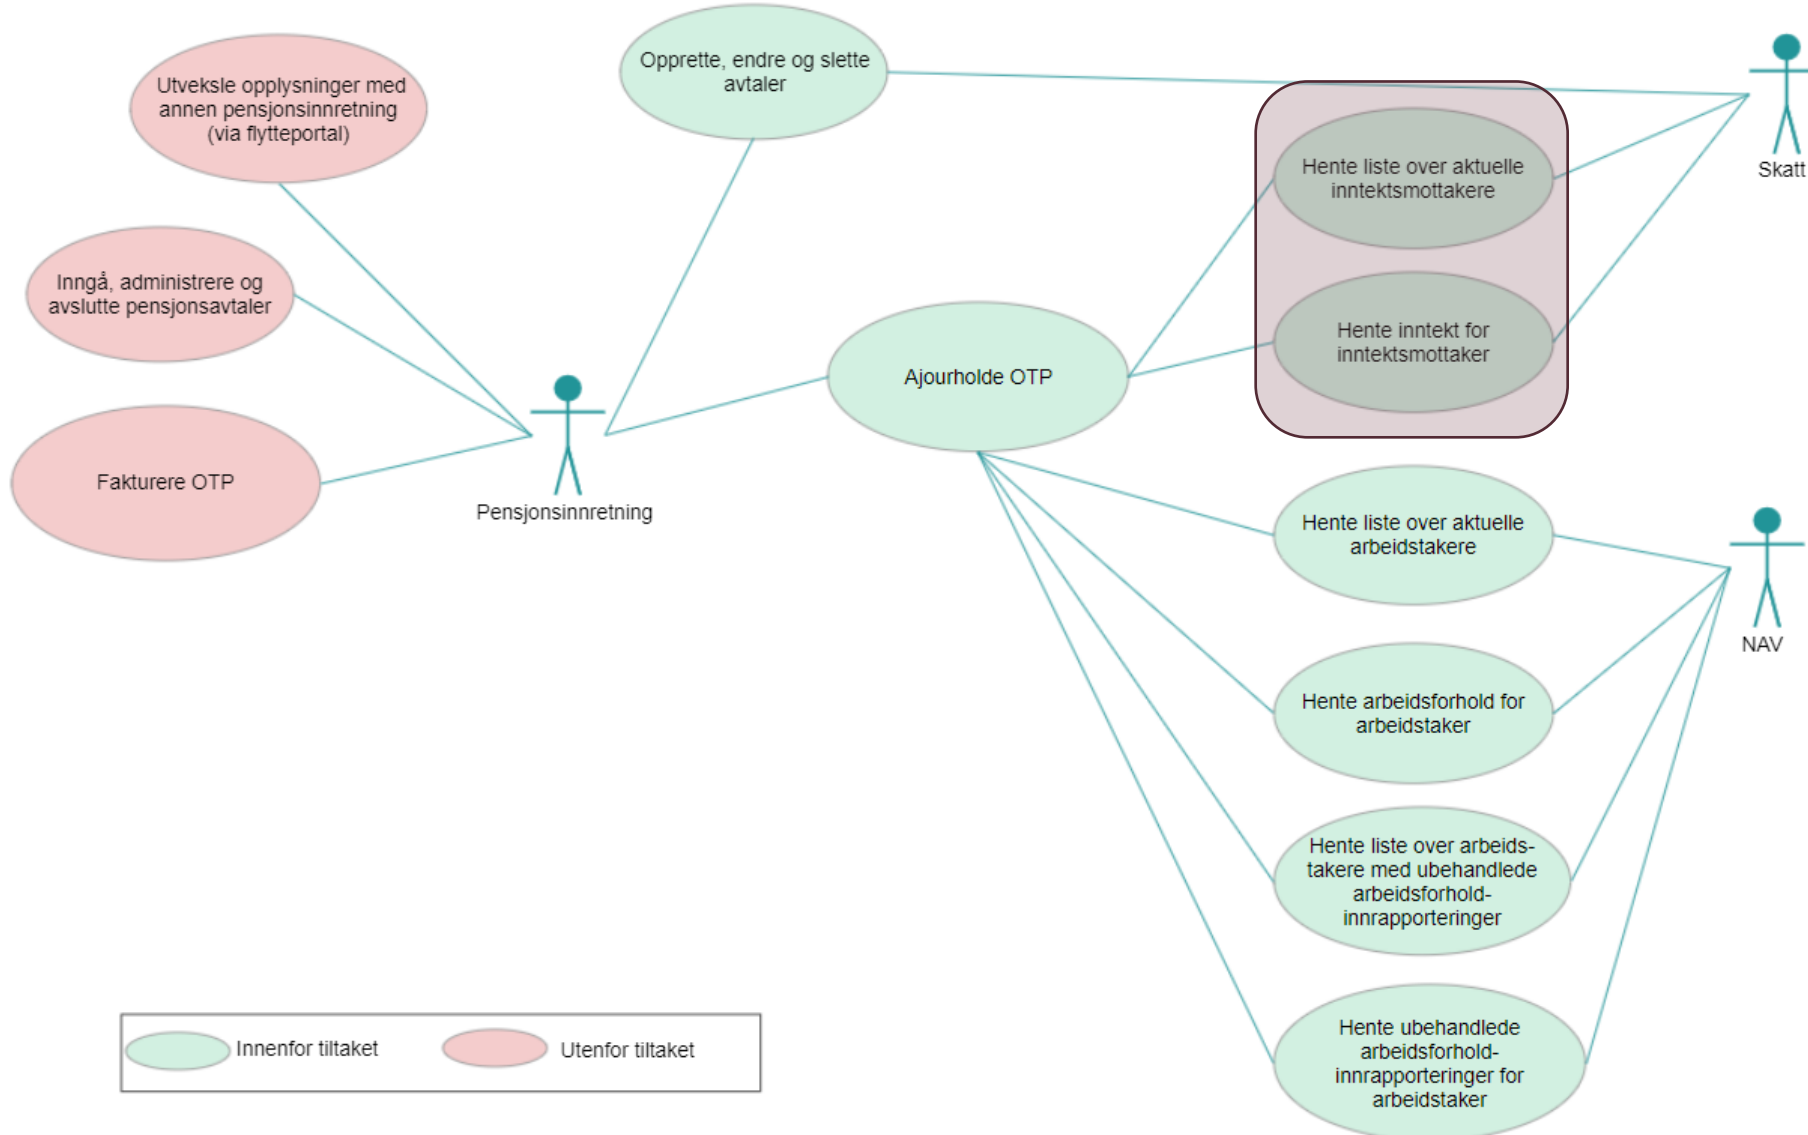 Utveksle opplysninger med
annen pensjonsinnretning
(via flytteportal)
Opprette, endre og slette
avtaler
Hente liste over aktuelle
inntektsmottakere
Skatt
Inngå, administrere og
avslutte pensjonsavtaler
Hente inntekt for
inntektsmottaker
Ajourholde OTP
Fakturere OTP
Pensjonsinnretning
Hente liste over aktuelle
arbeidstakere
NAV
Hente arbeidsforhold for
arbeidstaker
Hente liste over arbeids-
takere med ubehandlede
arbeidsforhold-
innrapporteringer
Hente ubehandlede
arbeidsforhold-
innrapporteringer for
arbeidstaker
Innenfor tiltaket
Utenfor tiltaket